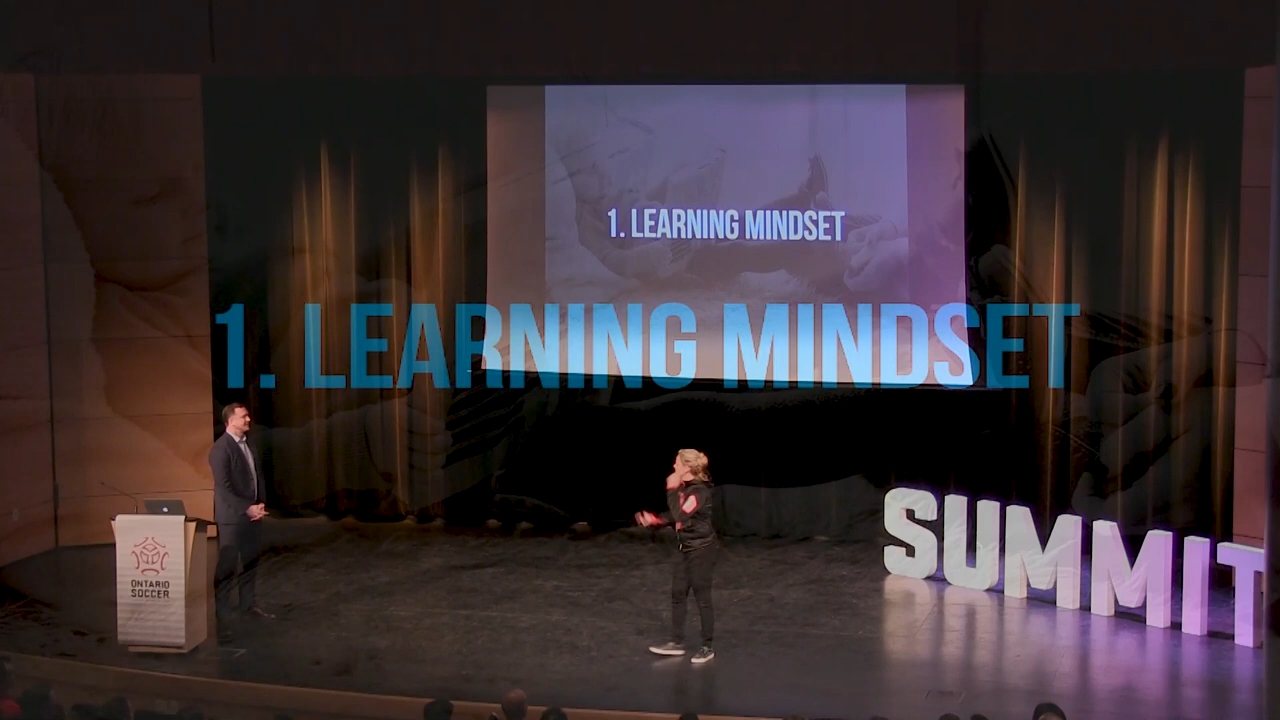 1. LEARNING MINDSET
1. LEARNING MINDSET
ONTARIO
SOCCER
SUMMIT